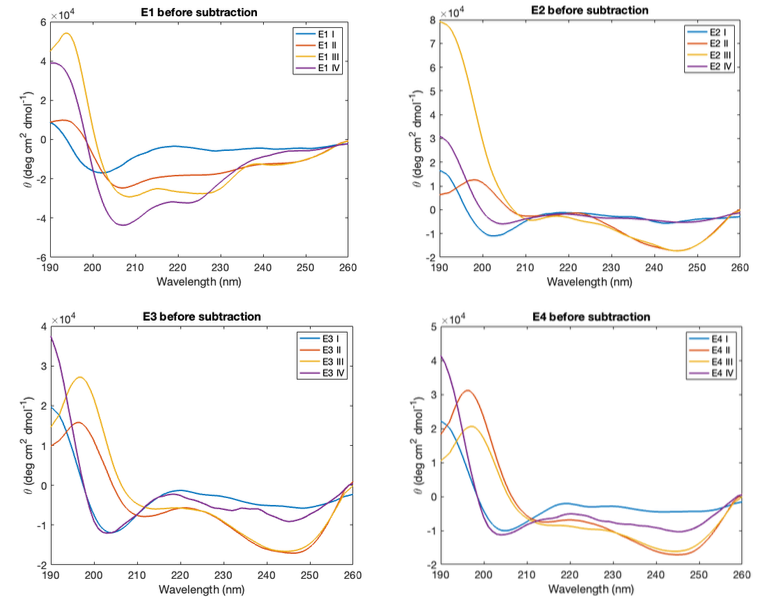 E1 before subtraction
×10⁴
6
4
2
0
-2
-4
-6
θ (deg cm² dmol⁻¹)
E1 I
E1 II
E1 III
E1 IV
190 200 210 220 230 240 250 260
Wavelength (nm)
E2 before subtraction
×10⁴
8
7
6
5
4
3
2
1
0
-1
-2
θ (deg cm² dmol⁻¹)
E2 I
E2 II
E2 III
E2 IV
190 200 210 220 230 240 250 260
Wavelength (nm)
E3 before subtraction
×10⁴
4
3
2
1
0
-1
-2
θ (deg cm² dmol⁻¹)
E3 I
E3 II
E3 III
E3 IV
190 200 210 220 230 240 250 260
Wavelength (nm)
E4 before subtraction
×10⁴
5
4
3
2
1
0
-1
-2
θ (deg cm² dmol⁻¹)
E4 I
E4 II
E4 III
E4 IV
190 200 210 220 230 240 250 260
Wavelength (nm)